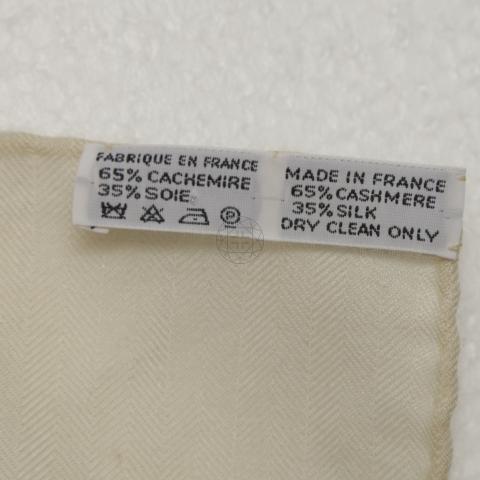 FABRIQUE EN FRANCE
65% CACHEMIRE
35% SOIE
MADE IN FRANCE
65% CASHMERE
35% SILK
DRY CLEAN ONLY